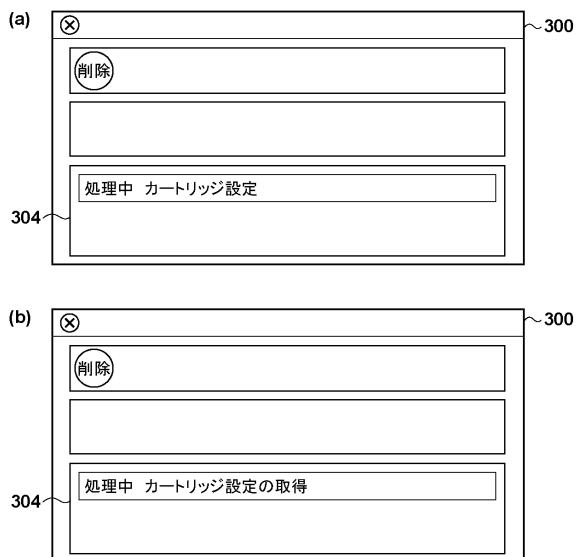 (a)
300
削除
処理中 カートリッジ設定
304
(b)
300
削除
処理中 カートリッジ設定の取得
304